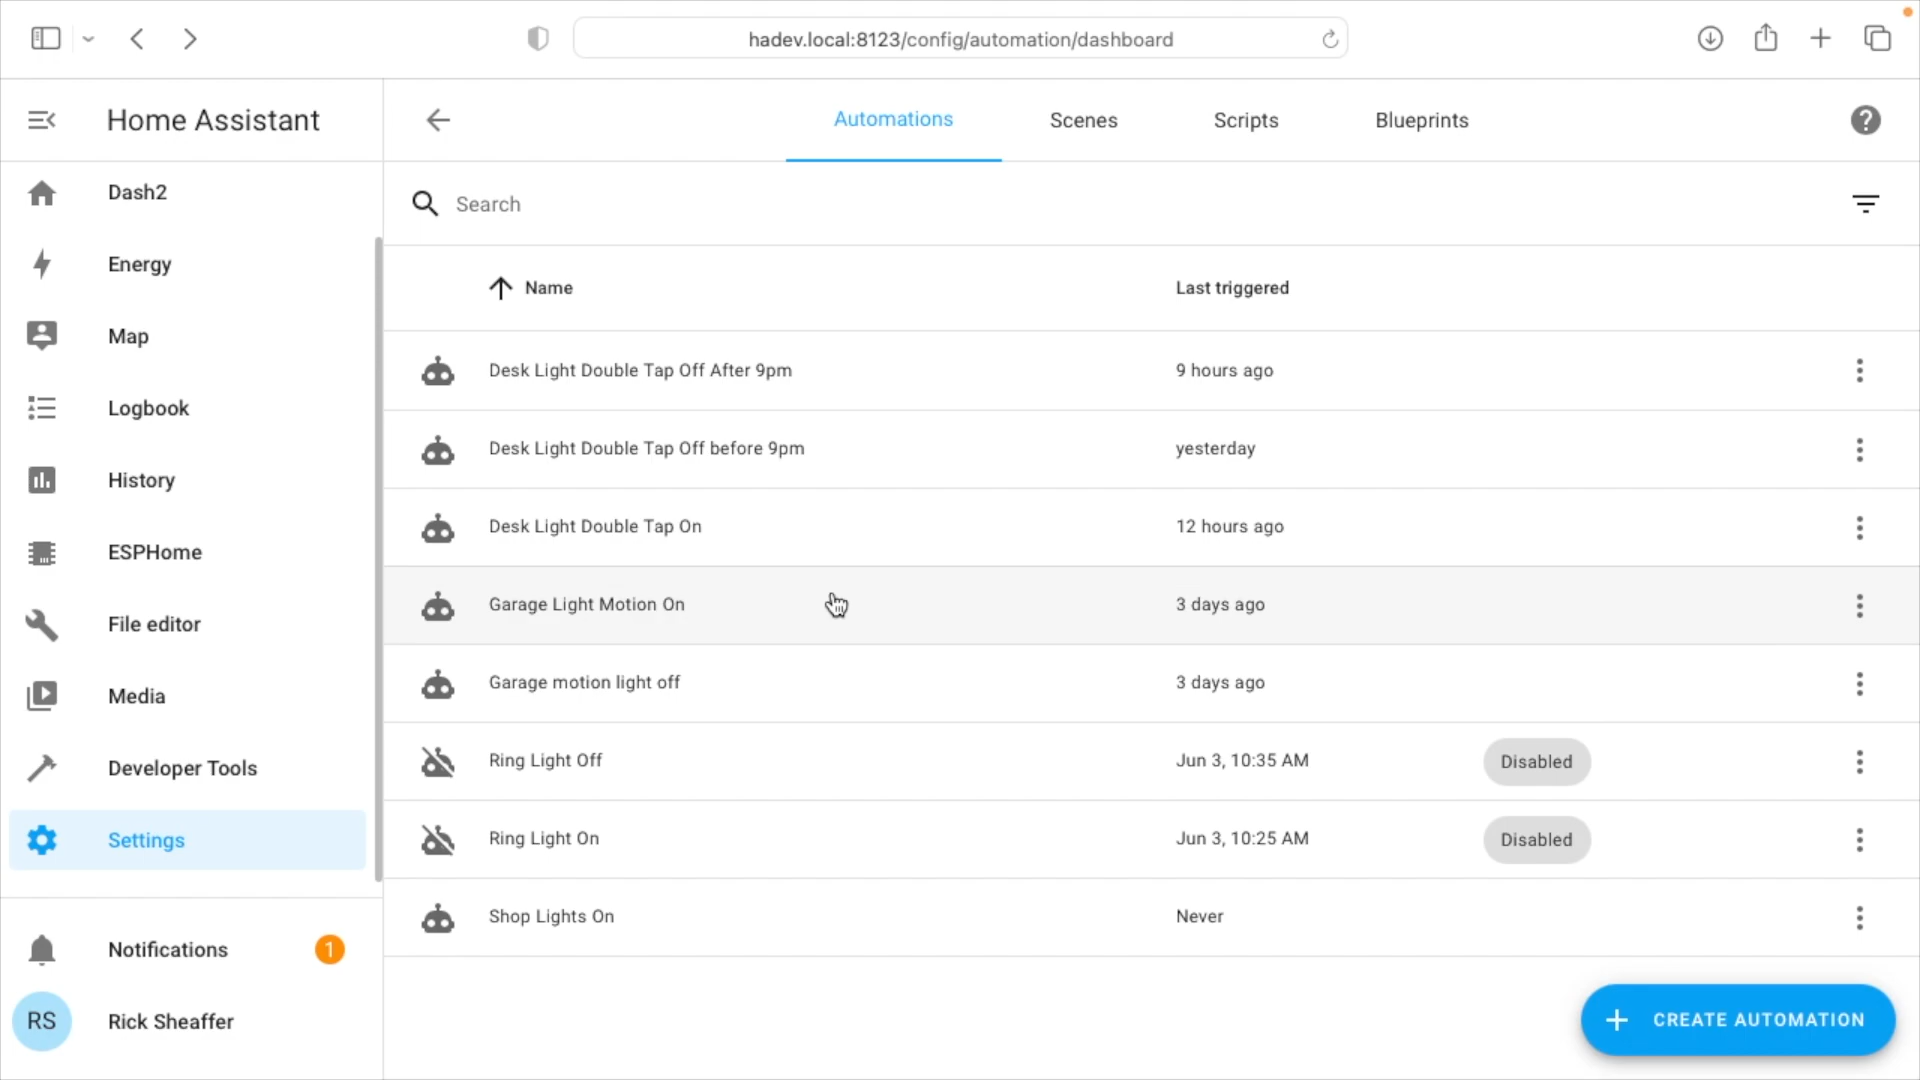 hadev.local:8123/config/automation/dashboard
Home Assistant
Automations
Scenes
Scripts
Blueprints
Dash2
Energy
Map
Logbook
History
ESPHome
File editor
Media
Developer Tools
Settings
Notifications
1
RS
Rick Sheaffer
Search
Name
Last triggered
Desk Light Double Tap Off After 9pm
9 hours ago
Desk Light Double Tap Off before 9pm
yesterday
Desk Light Double Tap On
12 hours ago
Garage Light Motion On
3 days ago
Garage motion light off
3 days ago
Ring Light Off
Jun 3, 10:35 AM
Disabled
Ring Light On
Jun 3, 10:25 AM
Disabled
Shop Lights On
Never
CREATE AUTOMATION